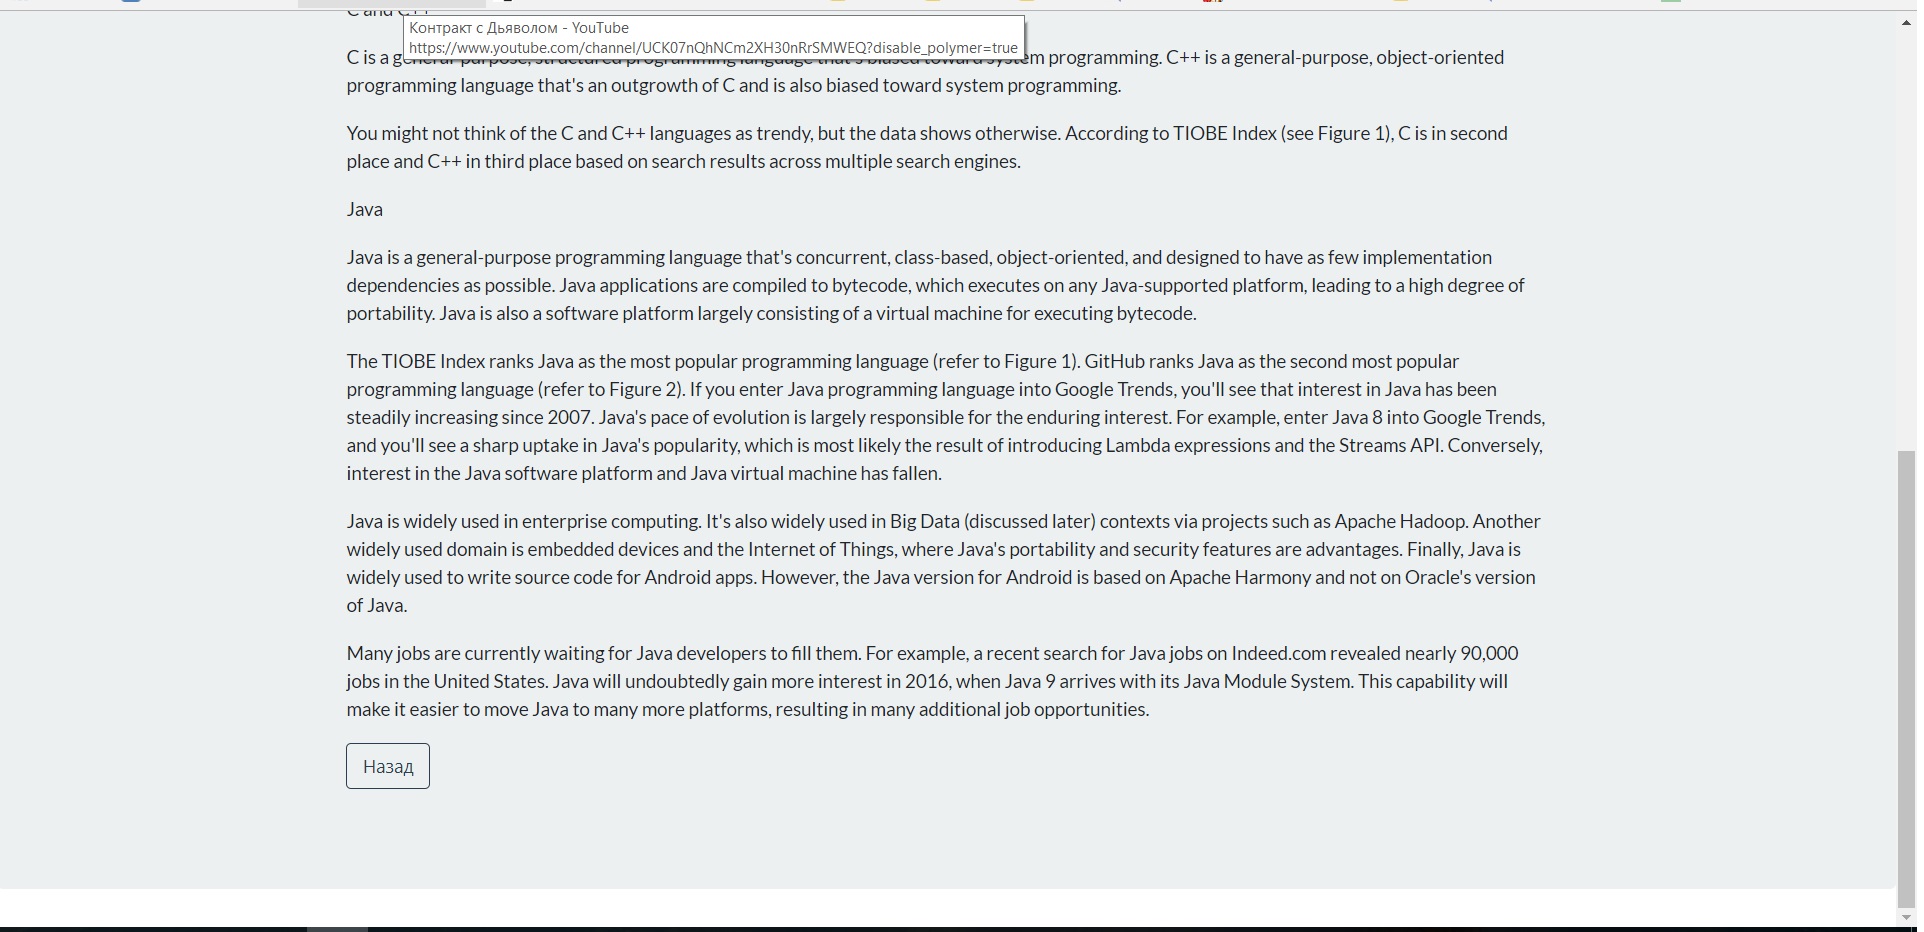 C and C++
Контракт с Дьяволом - YouTube
https://www.youtube.com/channel/UCK07nQhNCm2XH30nRrSMWEQ?disable_polymer=true
C is a general-purpose, structured programming language that's biased toward system programming. C++ is a general-purpose, object-oriented
programming language that's an outgrowth of C and is also biased toward system programming.
You might not think of the C and C++ languages as trendy, but the data shows otherwise. According to TIOBE Index (see Figure 1), C is in second
place and C++ in third place based on search results across multiple search engines.
Java
Java is a general-purpose programming language that's concurrent, class-based, object-oriented, and designed to have as few implementation
dependencies as possible. Java applications are compiled to bytecode, which executes on any Java-supported platform, leading to a high degree of
portability. Java is also a software platform largely consisting of a virtual machine for executing bytecode.
The TIOBE Index ranks Java as the most popular programming language (refer to Figure 1). GitHub ranks Java as the second most popular
programming language (refer to Figure 2). If you enter Java programming language into Google Trends, you'll see that interest in Java has been
steadily increasing since 2007. Java's pace of evolution is largely responsible for the enduring interest. For example, enter Java 8 into Google Trends,
and you'll see a sharp uptake in Java's popularity, which is most likely the result of introducing Lambda expressions and the Streams API. Conversely,
interest in the Java software platform and Java virtual machine has fallen.
Java is widely used in enterprise computing. It's also widely used in Big Data (discussed later) contexts via projects such as Apache Hadoop. Another
widely used domain is embedded devices and the Internet of Things, where Java's portability and security features are advantages. Finally, Java is
widely used to write source code for Android apps. However, the Java version for Android is based on Apache Harmony and not on Oracle's version
of Java.
Many jobs are currently waiting for Java developers to fill them. For example, a recent search for Java jobs on Indeed.com revealed nearly 90,000
jobs in the United States. Java will undoubtedly gain more interest in 2016, when Java 9 arrives with its Java Module System. This capability will
make it easier to move Java to many more platforms, resulting in many additional job opportunities.
Назад